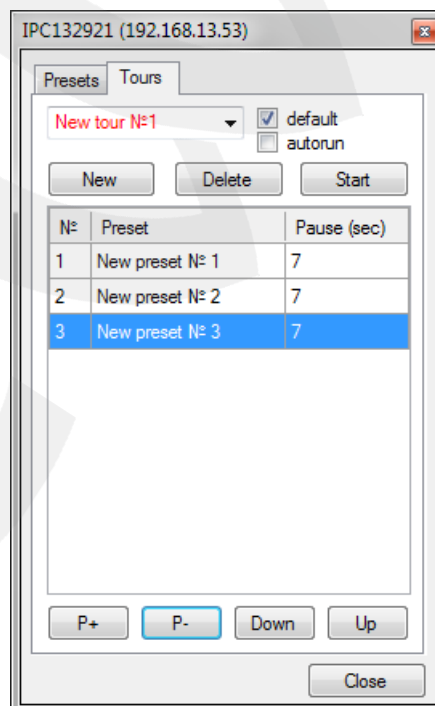 IPC132921 (192.168.13.53)
Presets Tours
New tour №1 default
autorun
New Delete Start
№ Preset Pause (sec)
1 New preset № 1 7
2 New preset № 2 7
3 New preset № 3 7
P+ P- Down Up
Close